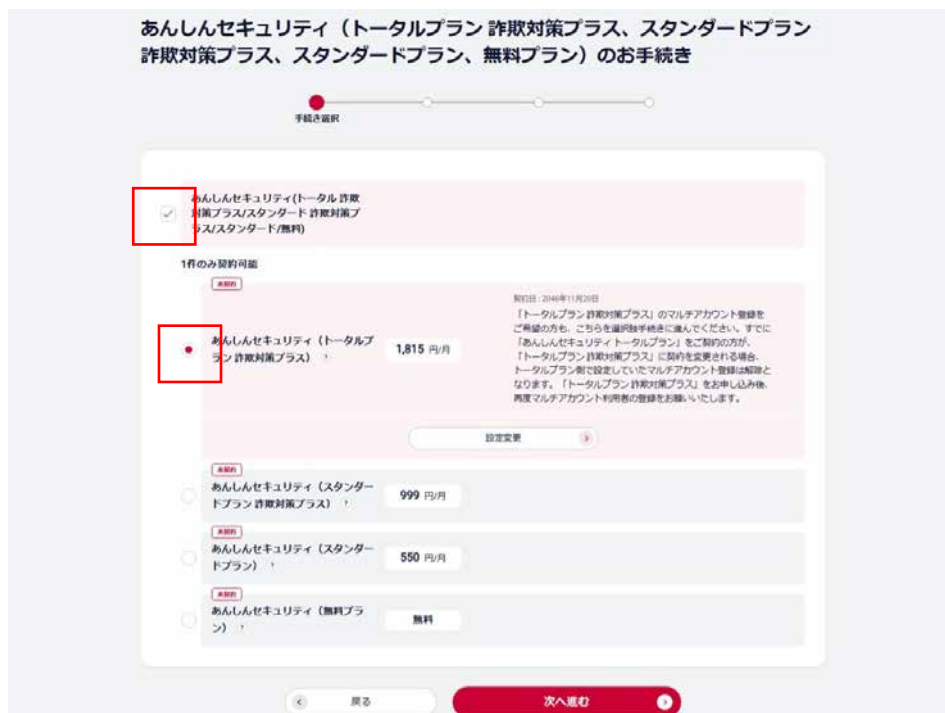 あんしんセキュリティ（トータルプラン 詐欺対策プラス、スタンダードプラン
詐欺対策プラス、スタンダードプラン、無料プラン）のお手続き
手続き選択
あんしんセキュリティ(トータル 詐欺
対策プラス/スタンダード 詐欺対策プ
ラス/スタンダード/無料)
1件のみ契約可能
未契約
あんしんセキュリティ（トータルプ
ラン 詐欺対策プラス） ?
1,815 円/月
契約日：2046年11月20日
「トータルプラン 詐欺対策プラス」のマルチアカウント登録を
ご希望の方も、こちらを選択後手続きに進んでください。すでに
「あんしんセキュリティ トータルプラン」をご契約の方が、
「トータルプラン 詐欺対策プラス」に契約を変更される場合、
トータルプラン側で設定していたマルチアカウント登録は解除と
なります。「トータルプラン 詐欺対策プラス」をお申し込み後、
再度マルチアカウント利用者の登録をお願いいたします。
設定変更
未契約
あんしんセキュリティ（スタンダー
ドプラン 詐欺対策プラス） ?
999 円/月
未契約
あんしんセキュリティ（スタンダー
ドプラン） ?
550 円/月
未契約
あんしんセキュリティ（無料プラ
ン） ?
無料
戻る
次へ進む